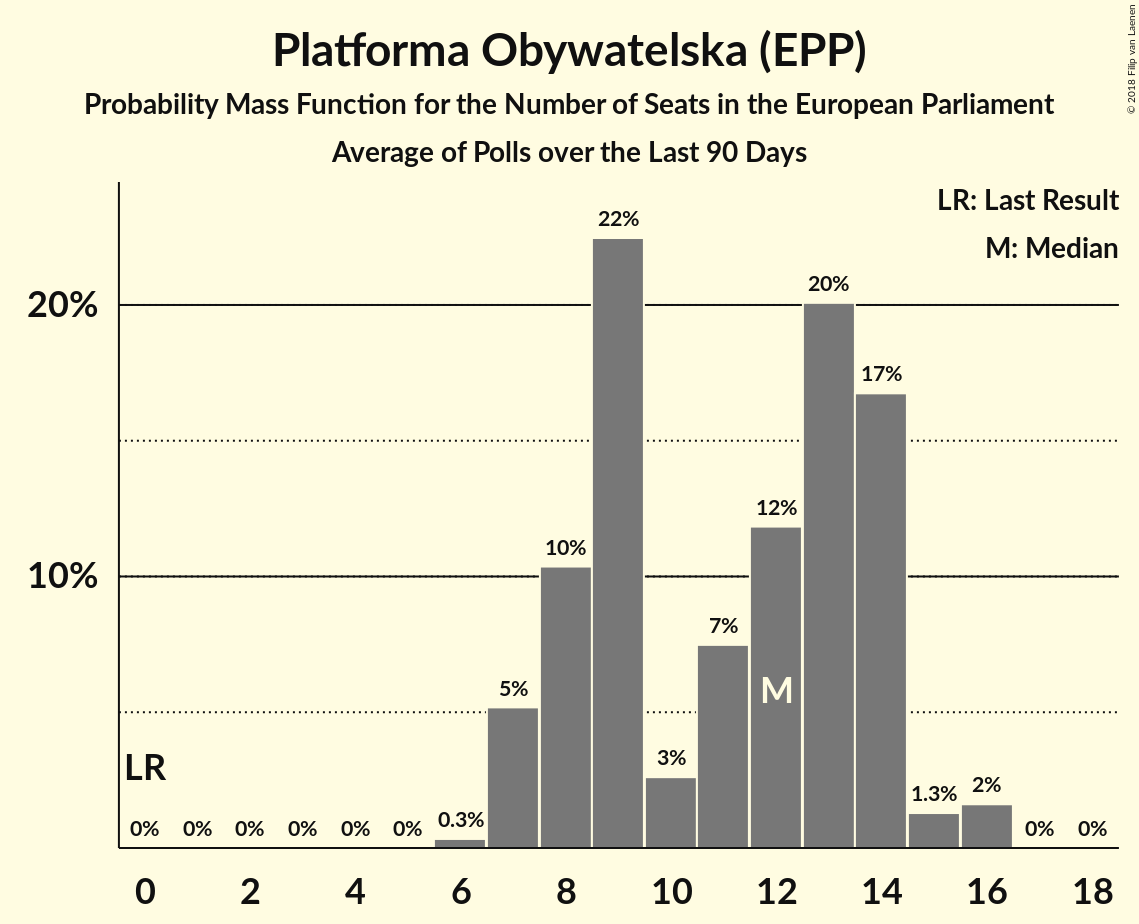 Platforma Obywatelska (EPP)
Probability Mass Function for the Number of Seats in the European Parliament
Average of Polls over the Last 90 Days
© 2018 Filip van Laenen
LR: Last Result
M: Median
22%
20%
20%
17%
12%
10%
10%
7%
M
5%
3%
LR
2%
1.3%
0.3%
0% 0% 0% 0% 0% 0% 0% 0%
0 2 4 6 8 10 12 14 16 18